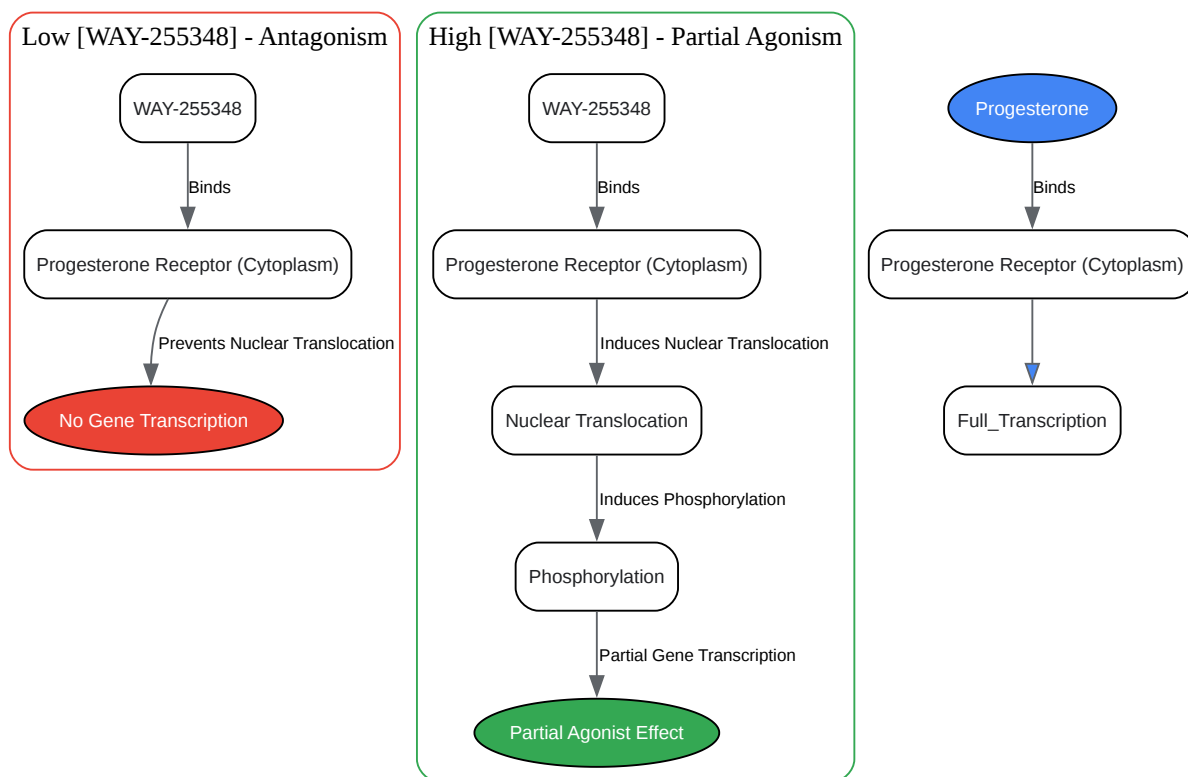 Low [WAY-255348] - Antagonism
WAY-255348
Binds
Progesterone Receptor (Cytoplasm)
Prevents Nuclear Translocation
No Gene Transcription
High [WAY-255348] - Partial Agonism
WAY-255348
Binds
Progesterone Receptor (Cytoplasm)
Induces Nuclear Translocation
Nuclear Translocation
Induces Phosphorylation
Phosphorylation
Partial Gene Transcription
Partial Agonist Effect
Progesterone
Binds
Progesterone Receptor (Cytoplasm)
Full_Transcription